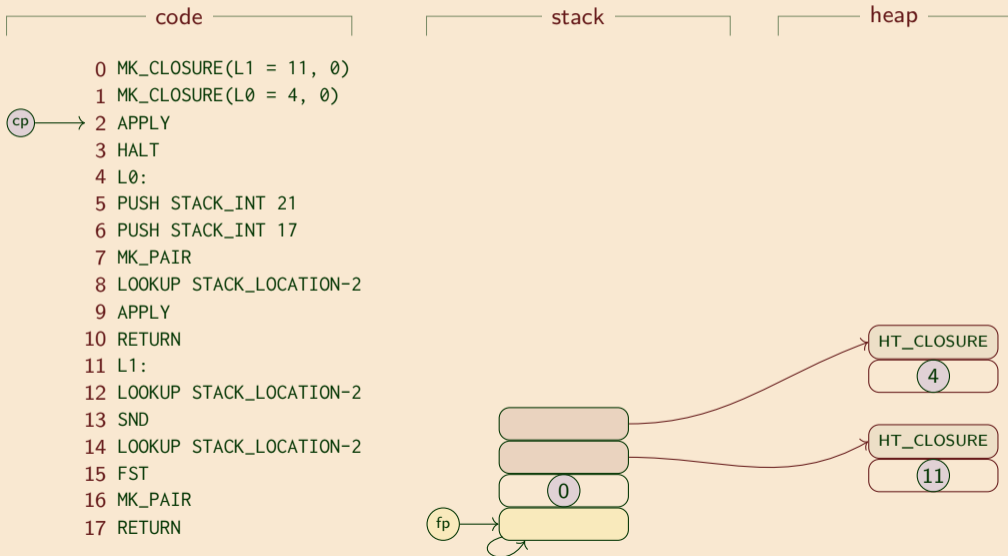 code stack heap
0 MK_CLOSURE(L1 = 11, 0)
1 MK_CLOSURE(L0 = 4, 0)
cp 2 APPLY
3 HALT
4 L0:
5 PUSH STACK_INT 21
6 PUSH STACK_INT 17
7 MK_PAIR
8 LOOKUP STACK_LOCATION-2
9 APPLY
10 RETURN
11 L1:
12 LOOKUP STACK_LOCATION-2
13 SND
14 LOOKUP STACK_LOCATION-2
15 FST
16 MK_PAIR
17 RETURN
0
fp
HT_CLOSURE
4
HT_CLOSURE
11